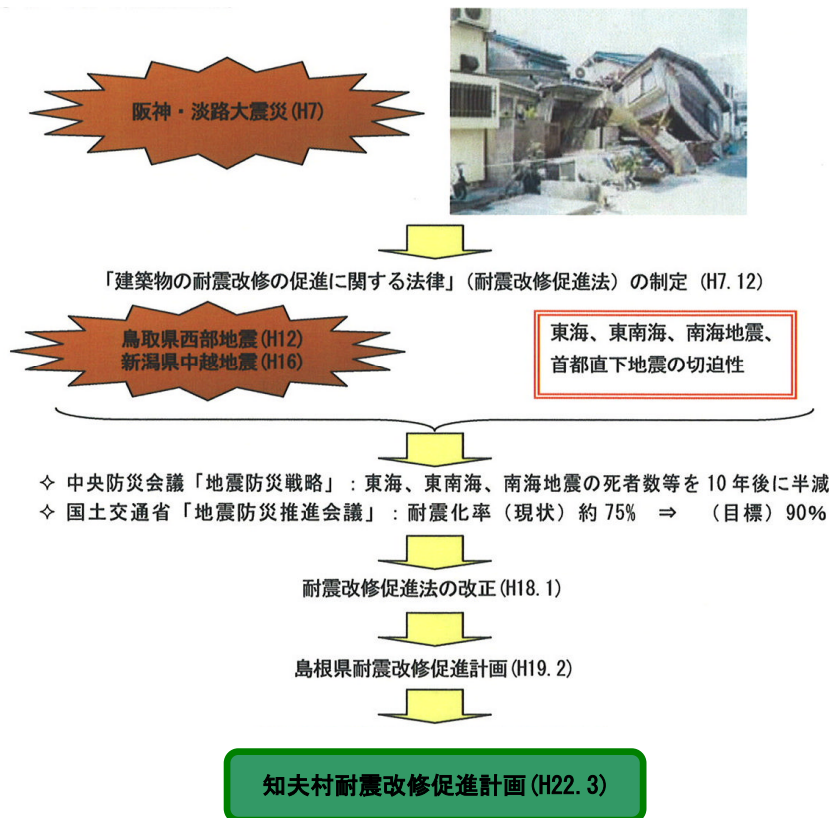 阪神・淡路大震災(H7)
「建築物の耐震改修の促進に関する法律」(耐震改修促進法)の制定 (H7.12)
鳥取県西部地震(H12)
新潟県中越地震(H16)
東海、東南海、南海地震、
首都直下地震の切迫性
✧ 中央防災会議「地震防災戦略」：東海、東南海、南海地震の死者数等を 10 年後に半減
✧ 国土交通省「地震防災推進会議」：耐震化率（現状）約 75% ⇒ （目標）90%
耐震改修促進法の改正(H18.1)
島根県耐震改修促進計画(H19.2)
知夫村耐震改修促進計画(H22.3)